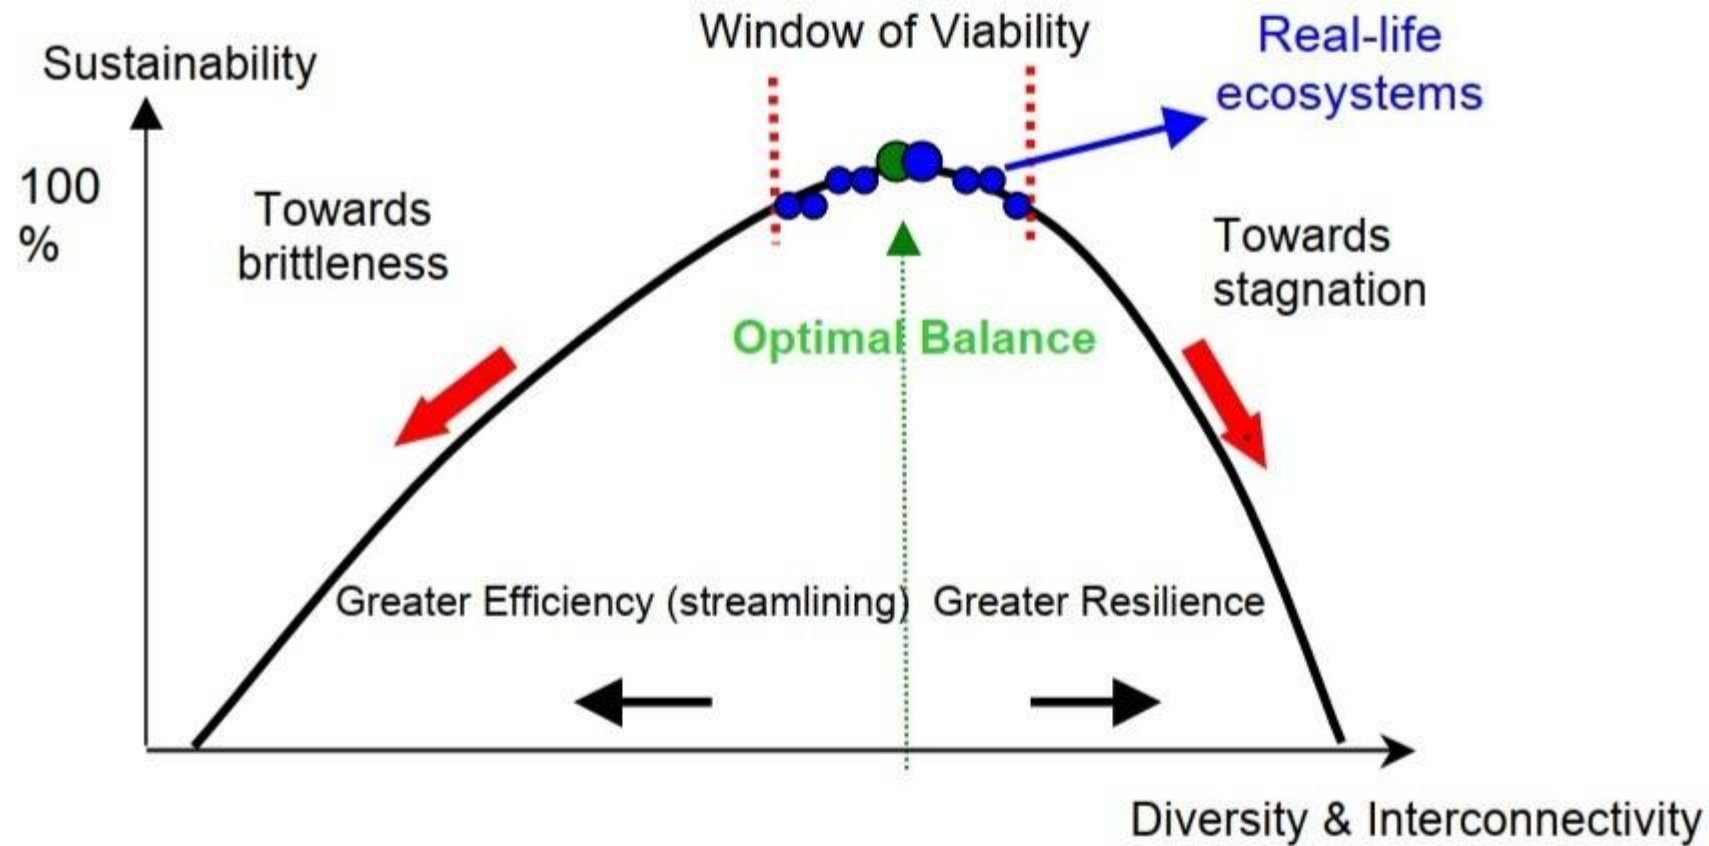 Window of Viability
Real-life
ecosystems
Sustainability
100
%
Towards
brittleness
Towards
stagnation
Optimal Balance
Greater Efficiency (streamlining)
Greater Resilience
Diversity & Interconnectivity